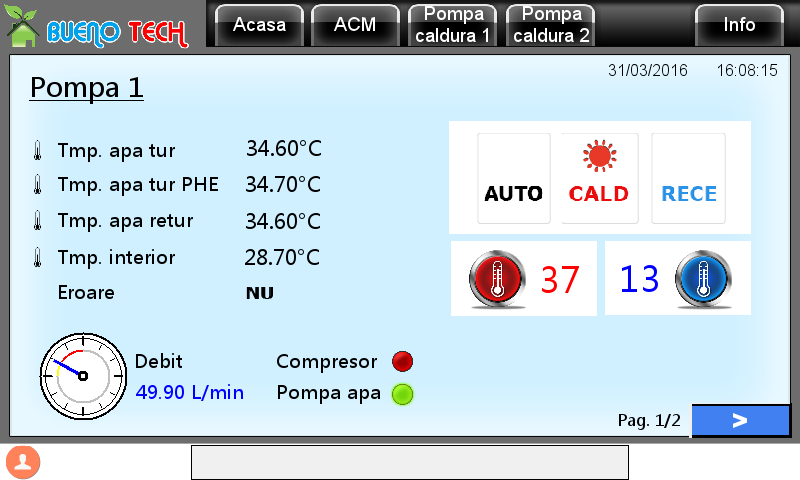 BUENO TECH
Acasa
ACM
Pompa
caldura 1
Pompa
caldura 2
Info
31/03/2016 16:08:15
Pompa 1
Tmp. apa tur 34.60°C
Tmp. apa tur PHE 34.70°C
Tmp. apa retur 34.60°C
Tmp. interior 28.70°C
Eroare NU
AUTO
CALD
RECE
37
13
Debit
49.90 L/min
Compresor
Pompa apa
Pag. 1/2
>